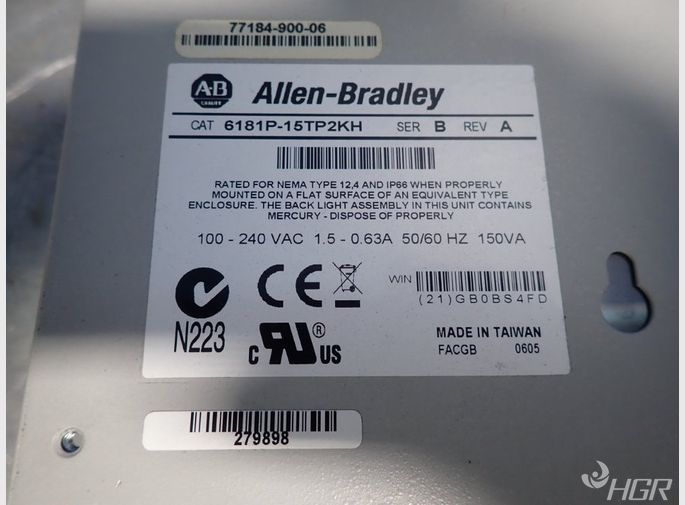 77184-900-06
A-B
QUALITY
Allen-Bradley
CAT 6181P-15TP2KH SER B REV A
RATED FOR NEMA TYPE 12,4 AND IP66 WHEN PROPERLY
MOUNTED ON A FLAT SURFACE OF AN EQUIVALENT TYPE
ENCLOSURE. THE BACK LIGHT ASSEMBLY IN THIS UNIT CONTAINS
MERCURY - DISPOSE OF PROPERLY
100 - 240 VAC 1.5 - 0.63A 50/60 HZ 150VA
WIN
(21)GB0BS4FD
N223
CE
C RU ® US
MADE IN TAIWAN
FACGB 0605
279898
HGR